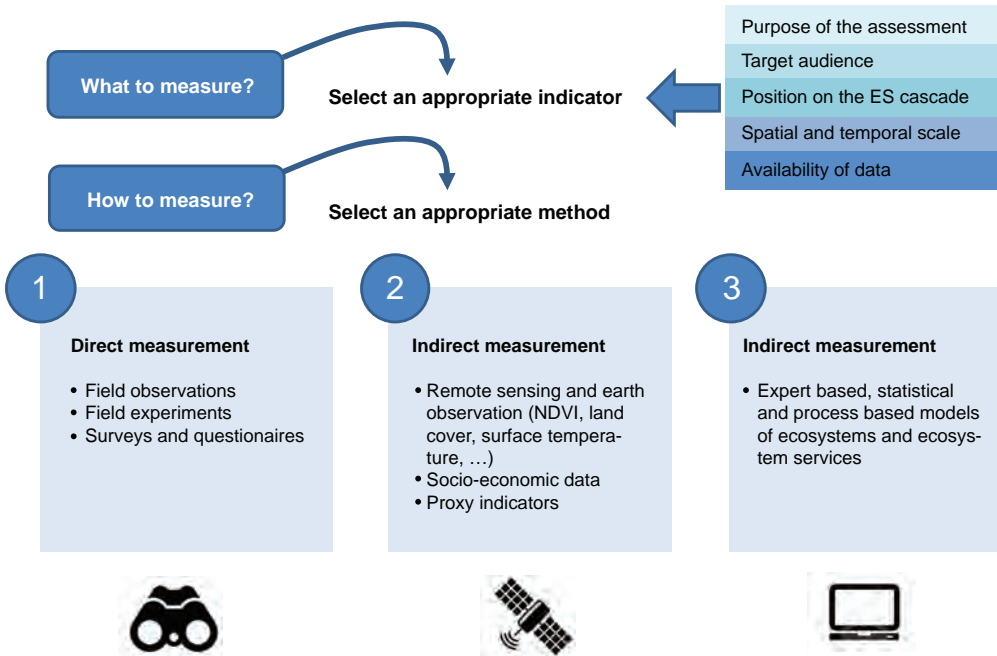 What to measure?
Select an appropriate indicator
Purpose of the assessment
Target audience
Position on the ES cascade
Spatial and temporal scale
Availability of data
How to measure?
Select an appropriate method
1
Direct measurement
• Field observations
• Field experiments
• Surveys and questionaires
2
Indirect measurement
• Remote sensing and earth
observation (NDVI, land
cover, surface tempera-
ture, …)
• Socio-economic data
• Proxy indicators
3
Indirect measurement
• Expert based, statistical
and process based models
of ecosystems and ecosys-
tem services